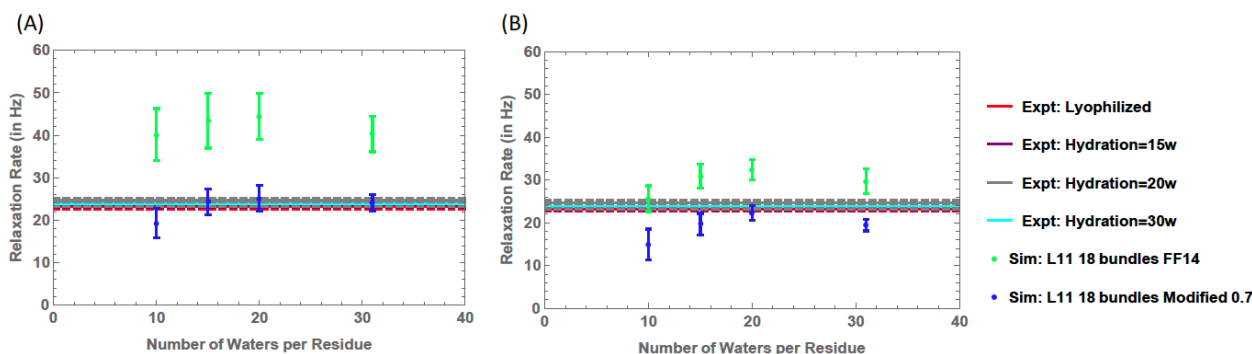 (A)
Relaxation Rate (in Hz)
60
50
40
30
20
10
0
0 10 20 30 40
Number of Waters per Residue
(B)
Relaxation Rate (in Hz)
60
50
40
30
20
10
0
0 10 20 30 40
Number of Waters per Residue
Expt: Lyophilized
Expt: Hydration=15w
Expt: Hydration=20w
Expt: Hydration=30w
Sim: L11 18 bundles FF14
Sim: L11 18 bundles Modified 0.7